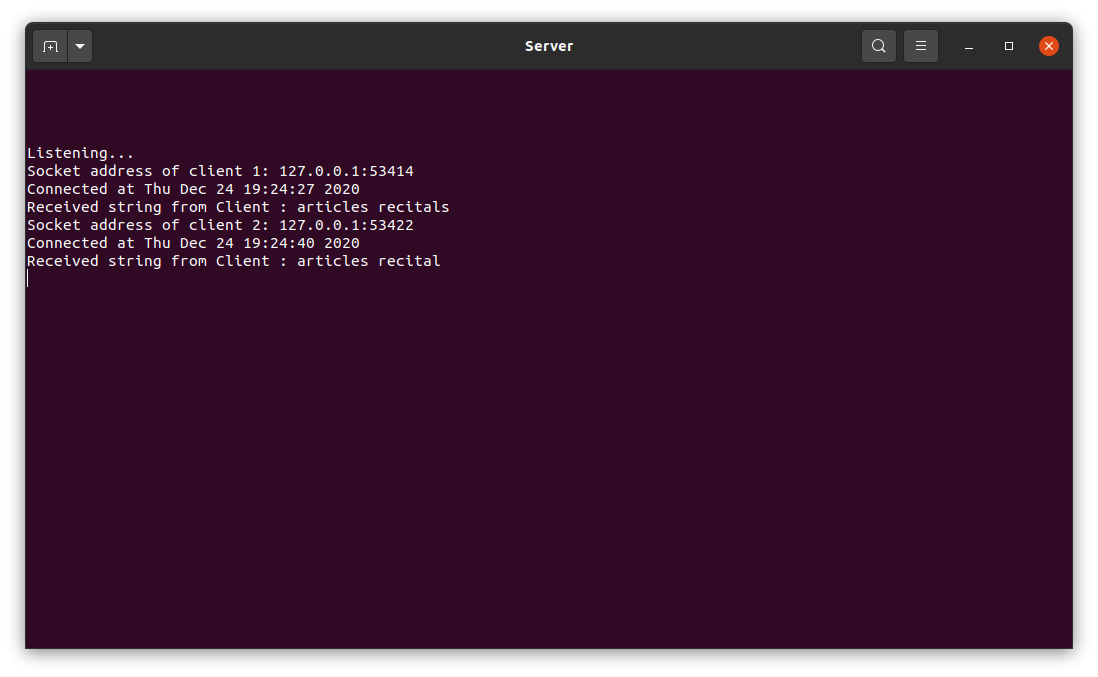 Server
Listening...
Socket address of client 1: 127.0.0.1:53414
Connected at Thu Dec 24 19:24:27 2020
Received string from Client : articles recitals
Socket address of client 2: 127.0.0.1:53422
Connected at Thu Dec 24 19:24:40 2020
Received string from Client : articles recital